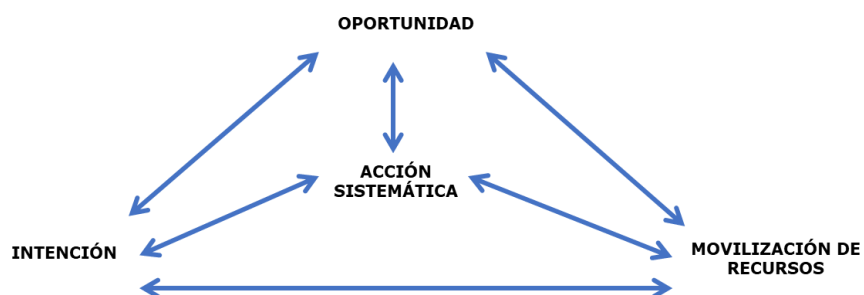 OPORTUNIDAD
ACCIÓN
SISTEMÁTICA
INTENCIÓN
MOVILIZACIÓN DE
RECURSOS